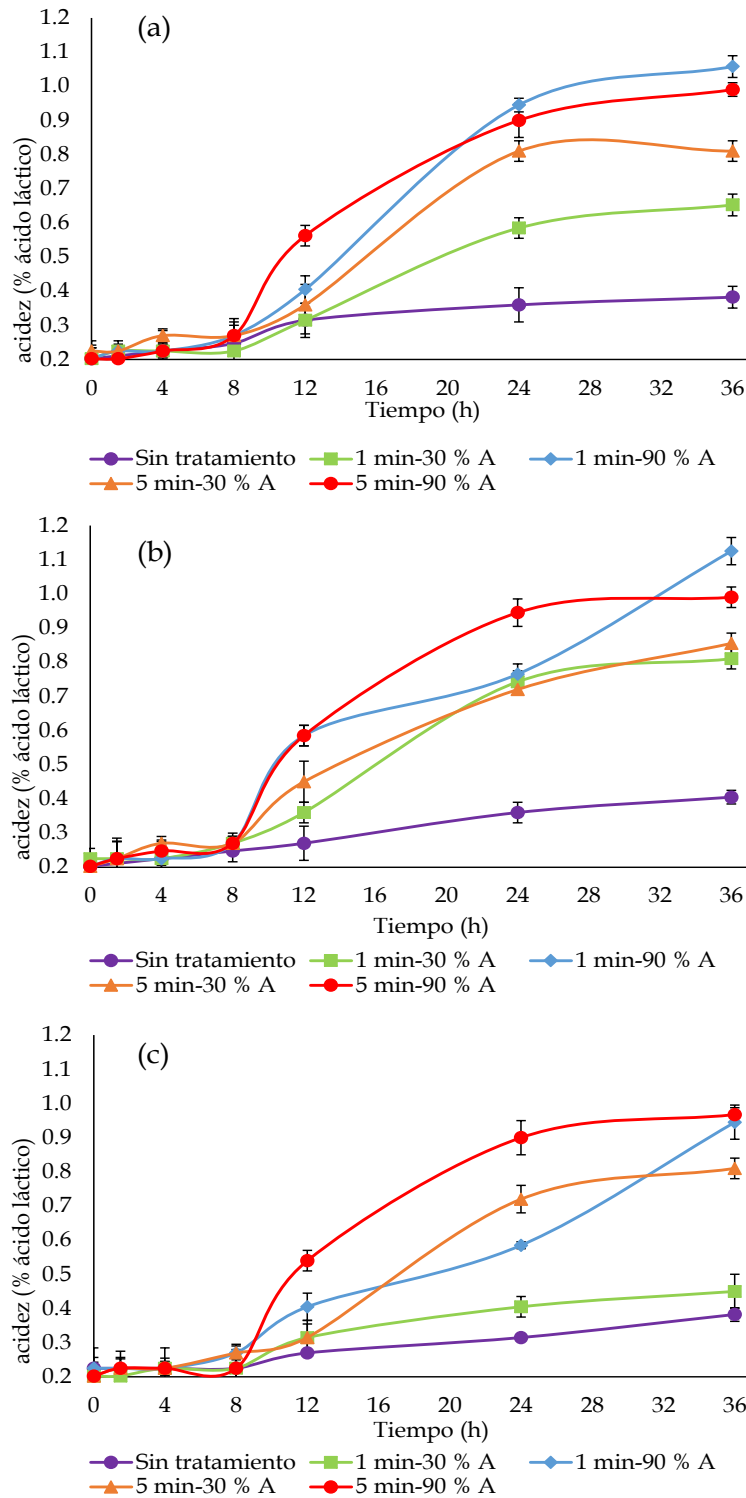 (a)
1.2
1.1
1.0
0.9
0.8
0.7
0.6
0.5
0.4
0.3
0.2
acidez (% ácido láctico)
0 4 8 12 16 20 24 28 32 36
Tiempo (h)
Sin tratamiento 1 min-30 % A 1 min-90 % A
5 min-30 % A 5 min-90 % A
(b)
1.2
1.1
1.0
0.9
0.8
0.7
0.6
0.5
0.4
0.3
0.2
acidez (% ácido láctico)
0 4 8 12 16 20 24 28 32 36
Tiempo (h)
Sin tratamiento 1 min-30 % A 1 min-90 % A
5 min-30 % A 5 min-90 % A
(c)
1.2
1.1
1.0
0.9
0.8
0.7
0.6
0.5
0.4
0.3
0.2
acidez (% ácido láctico)
0 4 8 12 16 20 24 28 32 36
Tiempo (h)
Sin tratamiento 1 min-30 % A 1 min-90 % A
5 min-30 % A 5 min-90 % A